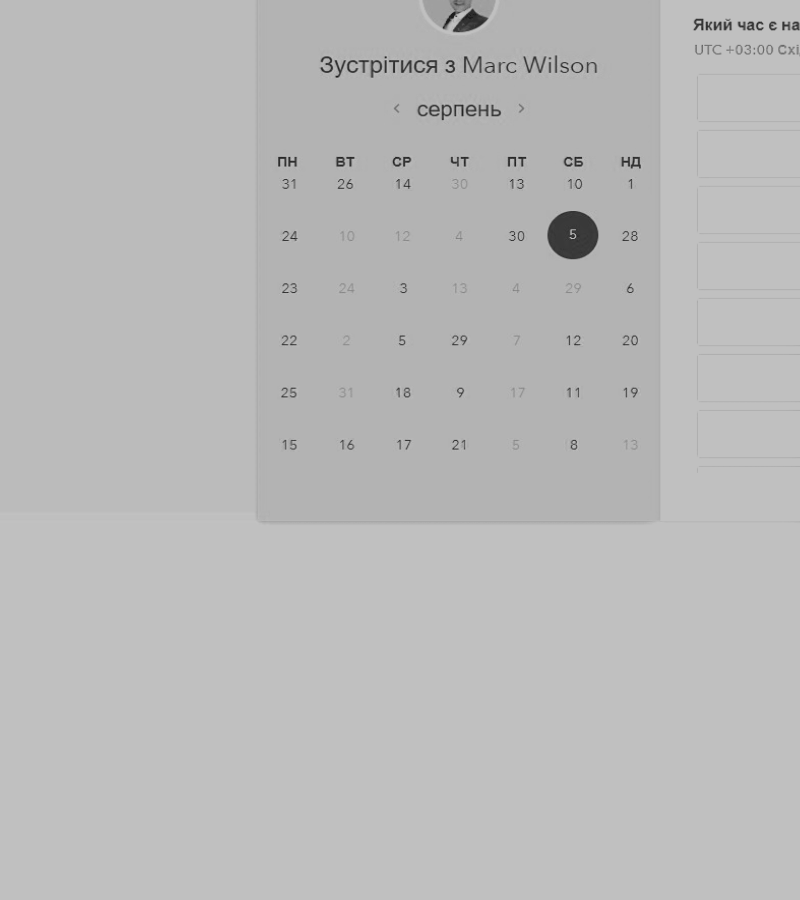 Зустрітися з Marc Wilson
серпень
ПН ВТ СР ЧТ ПТ СБ НД
31 26 14 30 13 10 1
24 10 12 4 30 5 28
23 24 3 13 4 29 6
22 2 5 29 7 12 20
25 31 18 9 17 11 19
15 16 17 21 5 8 13
Який час є на
UTC +03:00 Схі